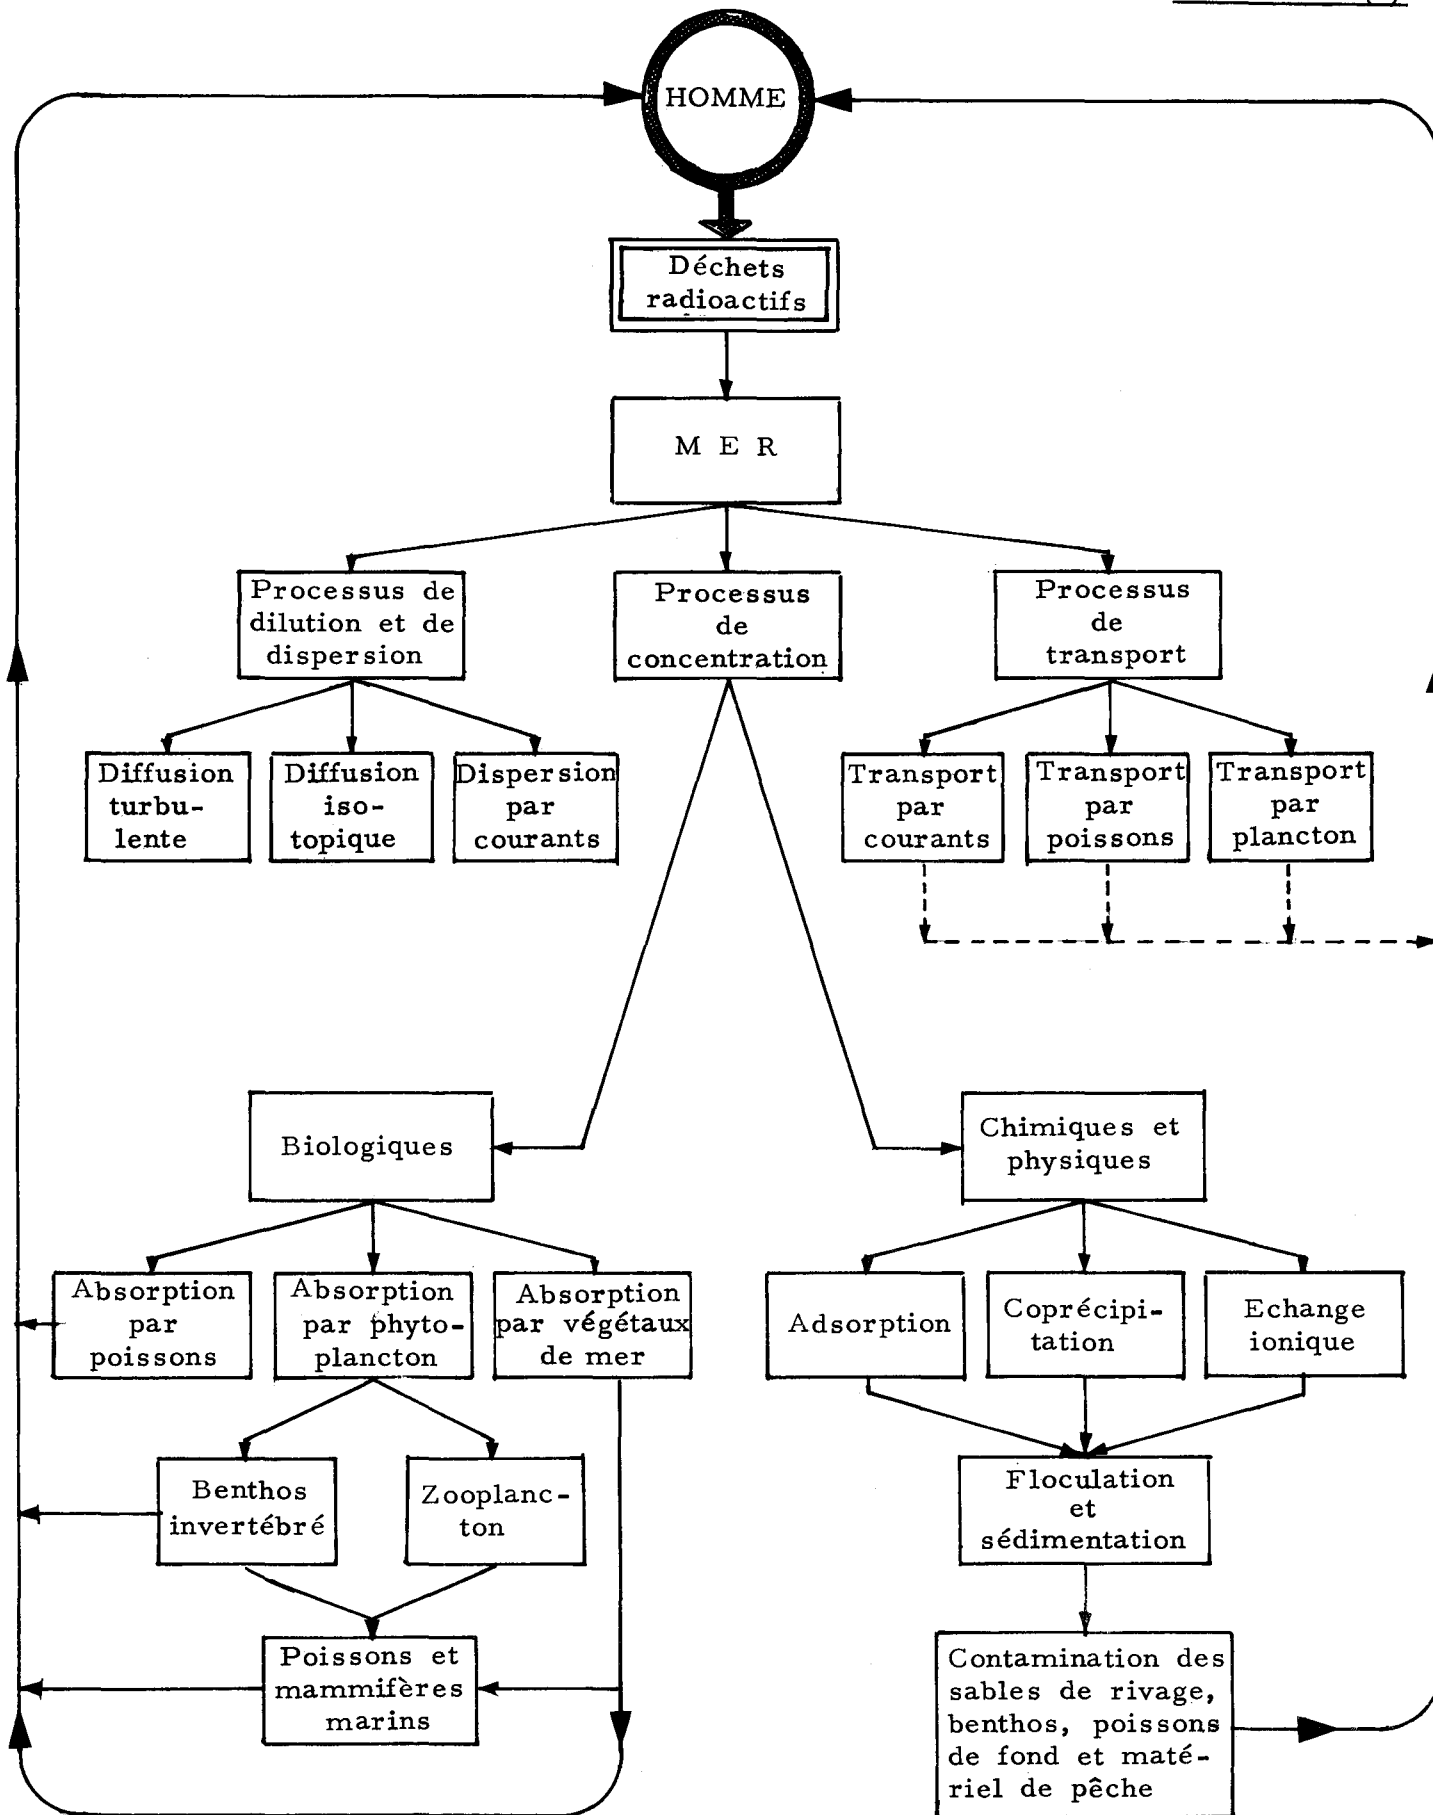 HOMME
Déchets
radioactifs
M E R
Processus de
dilution et de
dispersion
Processus
de
concentration
Processus
de
transport
Diffusion
turbu-
lente
Diffusion
iso-
topique
Dispersion
par
courants
Transport
par
courants
Transport
par
poissons
Transport
par
plancton
Biologiques
Chimiques et
physiques
Absorption
par
poissons
Absorption
par phyto-
plancton
Absorption
par végétaux
de mer
Adsorption
Coprécipi-
tation
Echange
ionique
Benthos
invertébré
Zooplanc-
ton
Floculation
et
sédimentation
Poissons et
mammifères
marins
Contamination des
sables de rivage,
benthos, poissons
de fond et maté-
riel de pêche